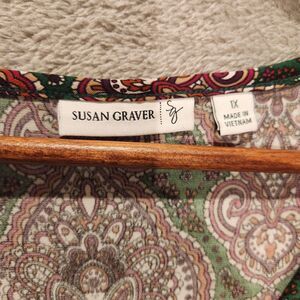 SUSAN GRAVER sg
1X
MADE IN
VIETNAM